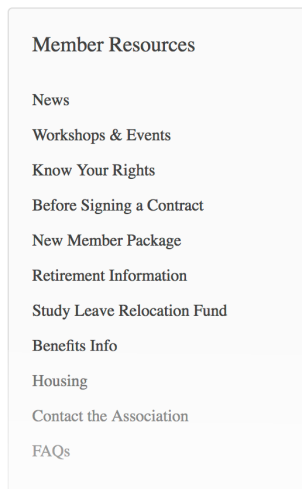 Member Resources
News
Workshops & Events
Know Your Rights
Before Signing a Contract
New Member Package
Retirement Information
Study Leave Relocation Fund
Benefits Info
Housing
Contact the Association
FAQs